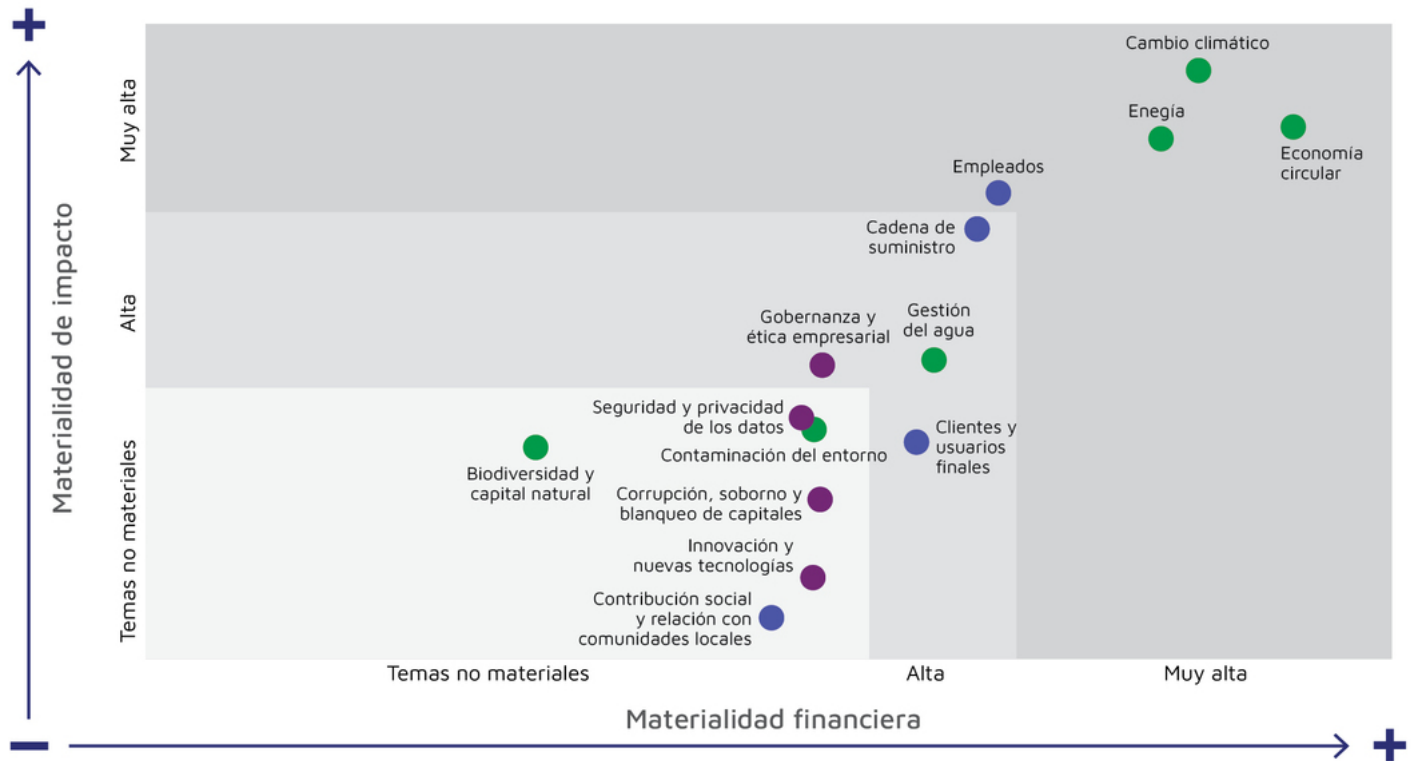 +
Muy alta
Alta
Temas no materiales
Materialidad de impacto
Cambio climático
Enegía
Economía
circular
Empleados
Cadena de
suministro
Gobernanza y
ética empresarial
Gestión
del agua
Seguridad y privacidad
de los datos
Contaminación del entorno
Clientes y
usuarios
finales
Biodiversidad y
capital natural
Corrupción, soborno y
blanqueo de capitales
Innovación y
nuevas tecnologías
Contribución social
y relación con
comunidades locales
Temas no materiales
Alta
Muy alta
Materialidad financiera
−
+